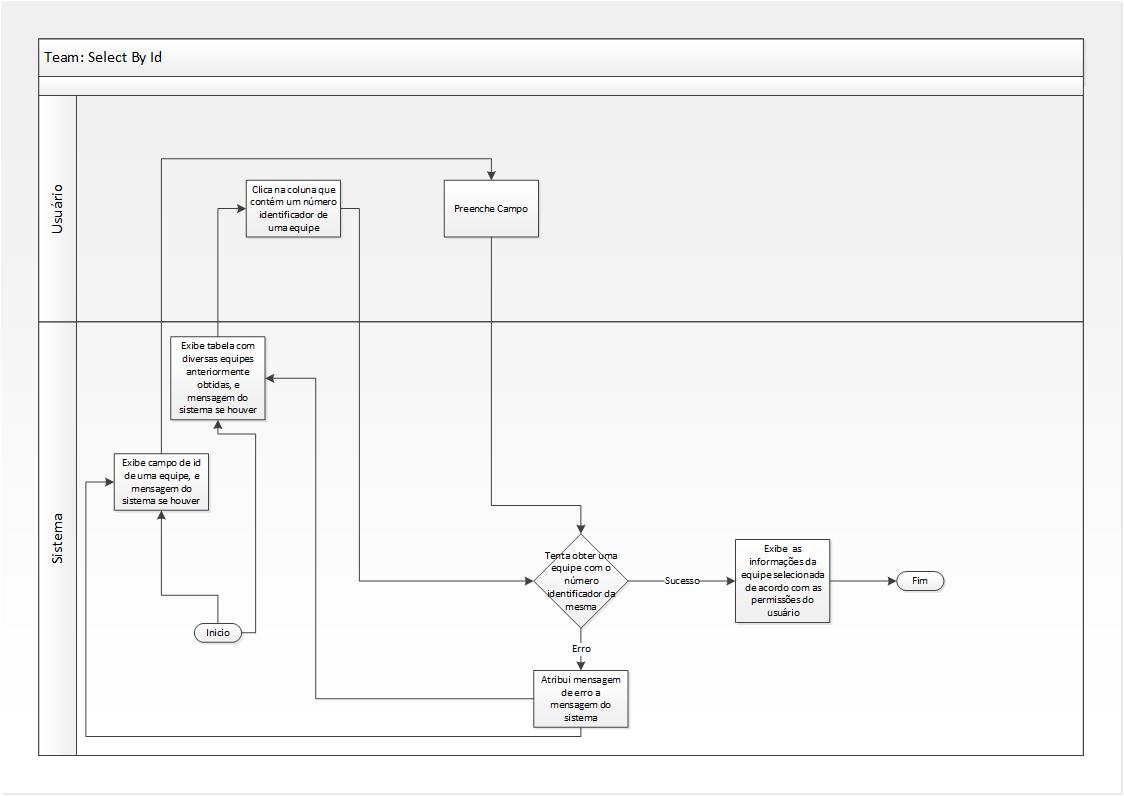 Team: Select By Id
Usuário
Clica na coluna que
contém um número
identificador de
uma equipe
Preenche Campo
Sistema
Exibe tabela com
diversas equipes
anteriormente
obtidas, e
mensagem do
sistema se houver
Exibe campo de id
de uma equipe, e
mensagem do
sistema se houver
Inicio
Tenta obter uma
equipe com o
número
identificador da
mesma
Sucesso
Exibe as
informações da
equipe selecionada
de acordo com as
permissões do
usuário
Fim
Erro
Atribui mensagem
de erro a
mensagem do
sistema